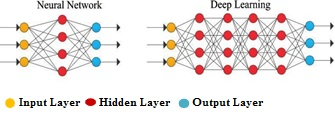 Neural Network
Deep Learning
Input Layer
Hidden Layer
Output Layer